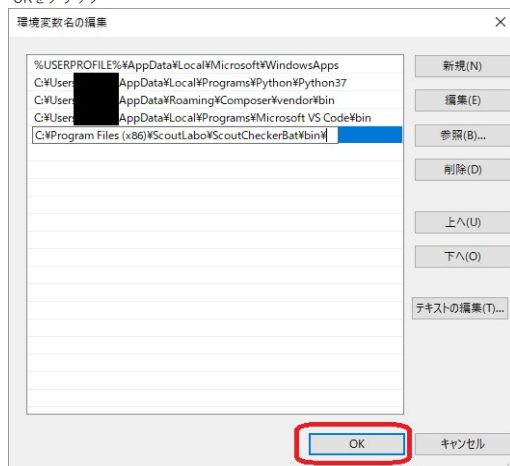 OKをクリック
環境変数名の編集
%USERPROFILE%¥AppData¥Local¥Microsoft¥WindowsApps
C:¥User AppData¥Local¥Programs¥Python¥Python37
C:¥User AppData¥Roaming¥Composer¥vendor¥bin
C:¥User AppData¥Local¥Programs¥Microsoft VS Code¥bin
C:¥Program Files (x86)¥ScoutLabo¥ScoutCheckerBat¥bin¥
新規(N)
編集(E)
参照(B)...
削除(D)
上へ(U)
下へ(O)
テキストの編集(T)...
OK
キャンセル